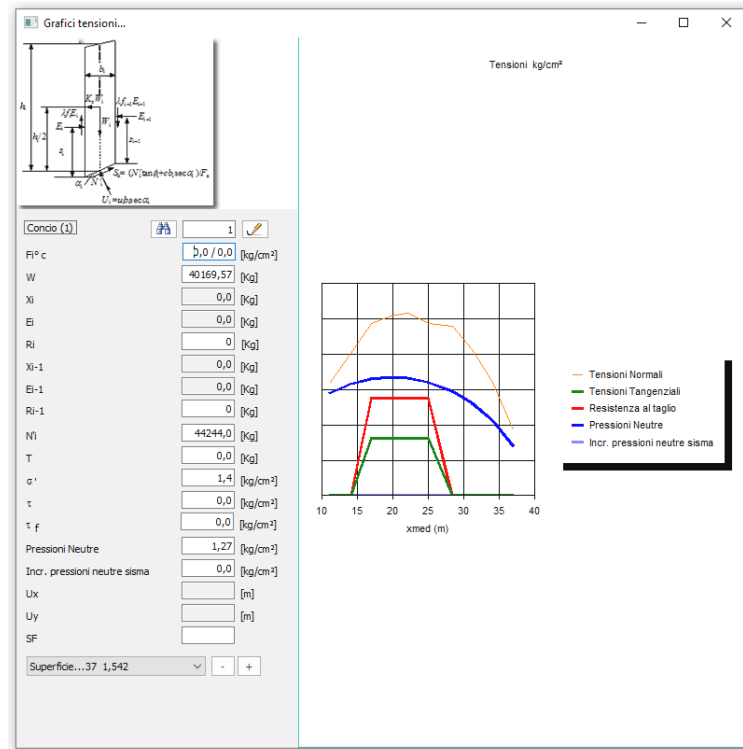 Grafici tensioni...
Tensioni kg/cm²
Concio (1)
1
Fi° c
0,0 / 0,0
[kg/cm²]
W
40169,57
[Kg]
Xi
0,0
[Kg]
Ei
0,0
[Kg]
Ri
0
[Kg]
Xi-1
0,0
[Kg]
Ei-1
0,0
[Kg]
Ri-1
0
[Kg]
N'i
44244,0
[Kg]
T
0,0
[Kg]
σ'
1,4
[kg/cm²]
τ
0,0
[kg/cm²]
τ f
0,0
[kg/cm²]
Pressioni Neutre
1,27
[kg/cm²]
Incr. pressioni neutre sisma
0,0
[kg/cm²]
Ux
[m]
Uy
[m]
SF
Superficie...37 1,542
-
+
10 15 20 25 30 35 40
xmed (m)
Tensioni Normali
Tensioni Tangenziali
Resistenza al taglio
Pressioni Neutre
Incr. pressioni neutre sisma